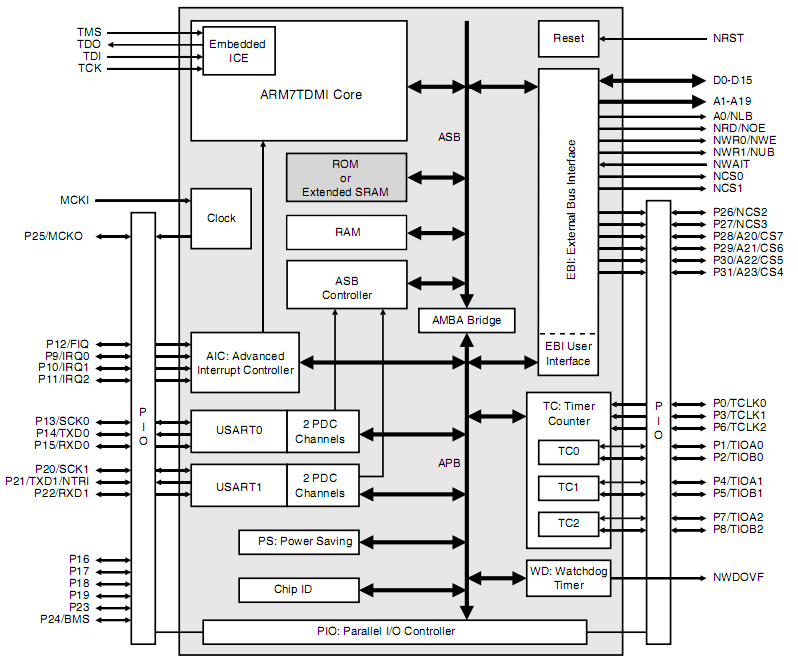 TMS
TDO
TDI
TCK
Embedded
ICE
ARM7TDMI Core
Reset
NRST
D0-D15
A1-A19
A0/NLB
NRD/NOE
NWR0/NWE
NWR1/NUB
NWAIT
NCS0
NCS1
ASB
EBI: External Bus Interface
ROM
or
Extended SRAM
MCKI
Clock
P25/MCKO
RAM
ASB
Controller
P26/NCS2
P27/NCS3
P28/A20/CS7
P29/A21/CS6
P30/A22/CS5
P31/A23/CS4
AMBA Bridge
EBI User
Interface
P12/FIQ
P9/IRQ0
P10/IRQ1
P11/IRQ2
AIC: Advanced
Interrupt Controller
P
I
O
P13/SCK0
P14/TXD0
P15/RXD0
USART0
2 PDC
Channels
P20/SCK1
P21/TXD1/NTRI
P22/RXD1
USART1
2 PDC
Channels
APB
TC: Timer
Counter
TC0
TC1
TC2
P
I
O
P0/TCLK0
P3/TCLK1
P6/TCLK2
P1/TIOA0
P2/TIOB0
P4/TIOA1
P5/TIOB1
P7/TIOA2
P8/TIOB2
PS: Power Saving
Chip ID
WD: Watchdog
Timer
NWDOVF
P16
P17
P18
P19
P23
P24/BMS
PIO: Parallel I/O Controller